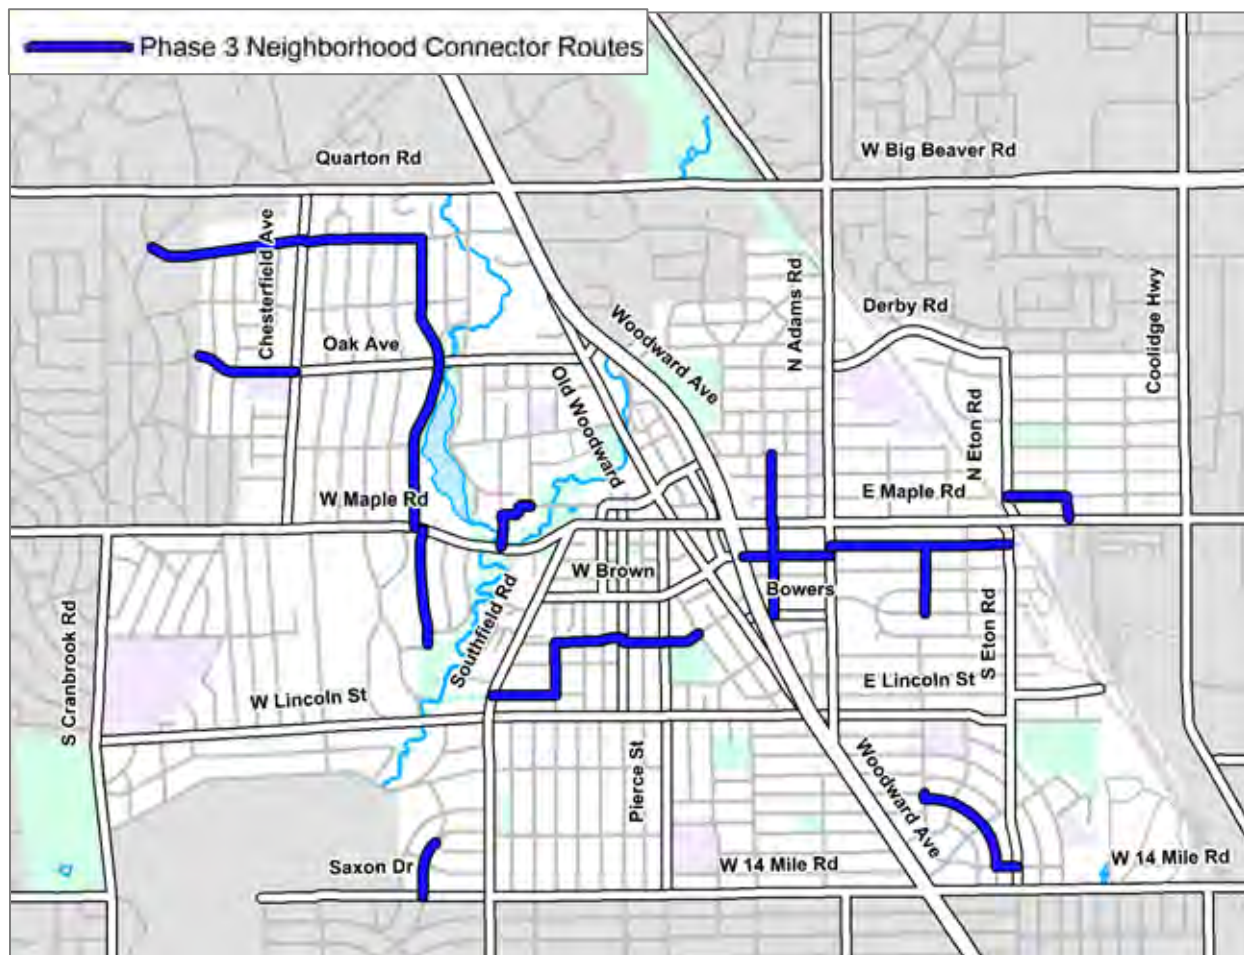 Phase 3 Neighborhood Connector Routes
Quarton Rd
W Big Beaver Rd
Chesterfield Ave
N Adams Rd
Coolidge Hwy
Derby Rd
Woodward Ave
Oak Ave
Old Woodward
N Eton Rd
W Maple Rd
E Maple Rd
W Brown
Bowers
S Cranbrook Rd
Southfield Rd
S Eton Rd
W Lincoln St
E Lincoln St
Pierce St
Woodward Ave
Saxon Dr
W 14 Mile Rd
W 14 Mile Rd